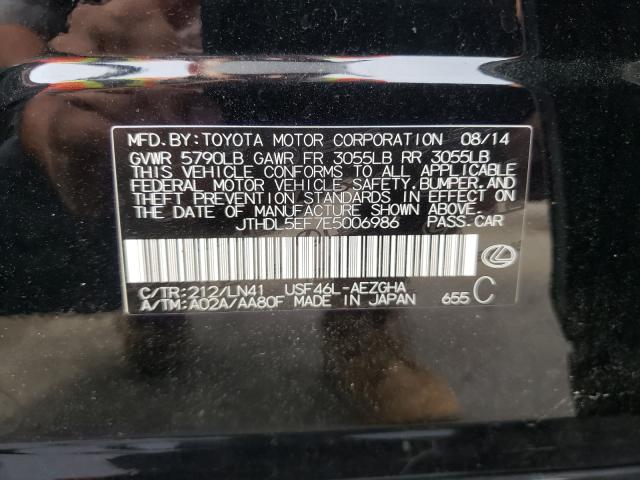 MFD.BY:TOYOTA MOTOR CORPORATION 08/14
GVWR 5790LB GAWR FR 3055LB RR 3055LB
THIS VEHICLE CONFORMS TO ALL APPLICABLE
FEDERAL MOTOR VEHICLE SAFETY, BUMPER, AND
THEFT PREVENTION STANDARDS IN EFFECT ON
THE DATE OF MANUFACTURE SHOWN ABOVE.
JTHDL5EF7E5006986 PASS.CAR
C/TR:212/LN41 USF46L-AEZGHA
A/TM:A02A/AA80F MADE IN JAPAN 655 C